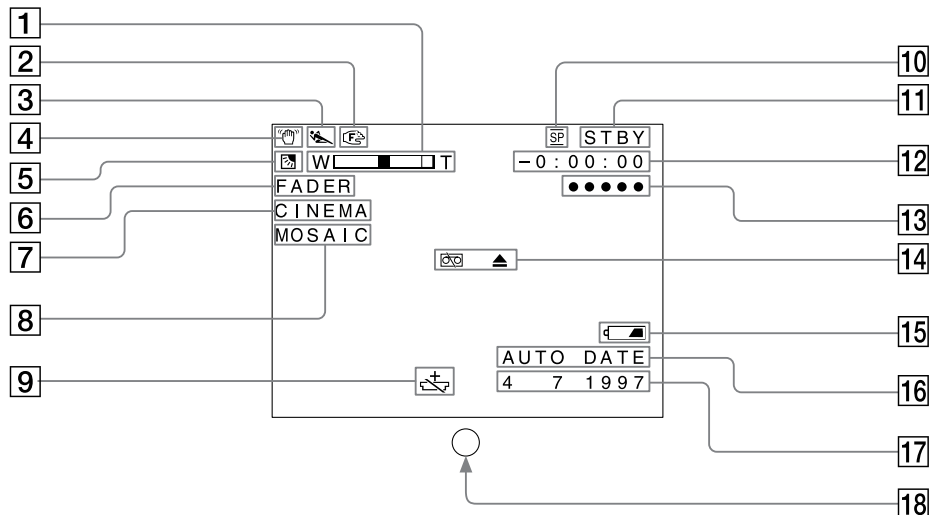 1
2
3
4
5
6
7
8
9
10
11
12
13
14
15
16
17
18
F
SP STBY
W T -0:00:00
FADER
CINEMA
MOSAIC
AUTO DATE
4 7 1997